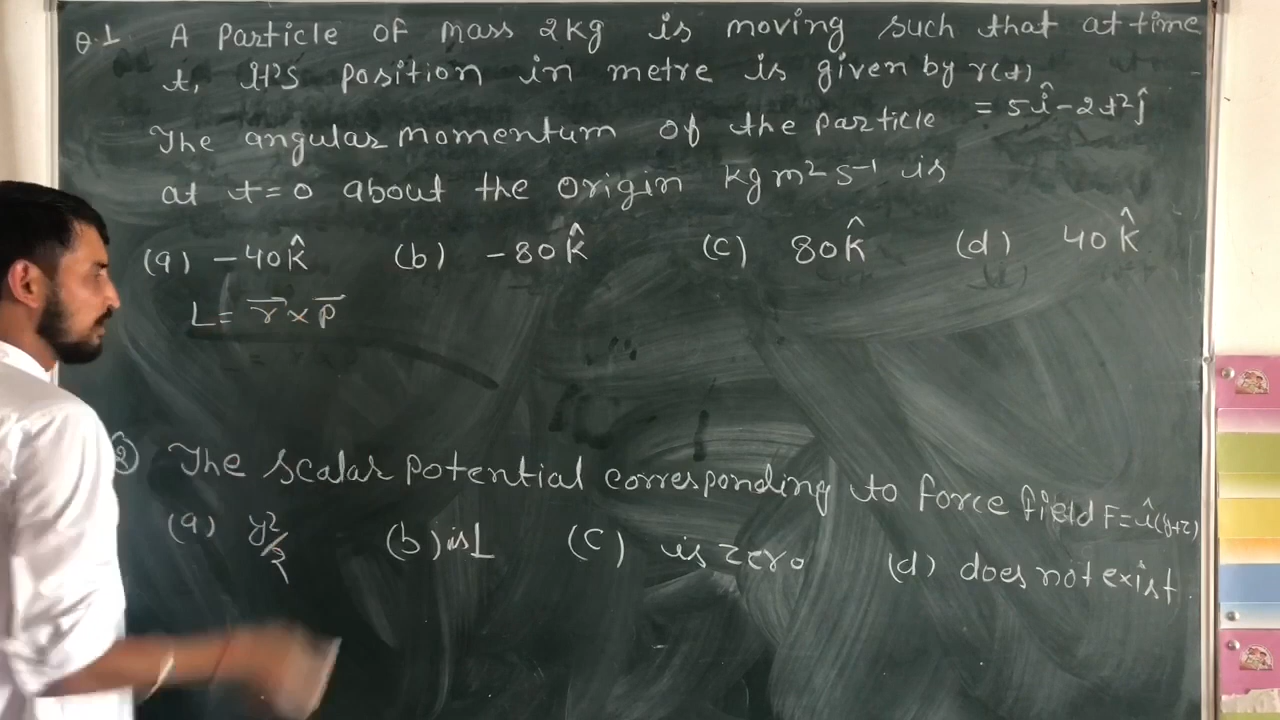 Q.1. A Particle of mass 2kg is moving such that at time
t, it's position in metre is given by r(t)
= 5î - 2t²ĵ
The angular momentum of the particle
at t=0 about the origin kg m² s⁻¹ is
(a) -40k̂ (b) -80k̂ (c) 80k̂ (d) 40k̂
L = r⃗ × p⃗
2) The scalar potential corresponding to force field F = î(y+z)
(a) y²/2 (b) is 1 (c) is zero (d) does not exist.